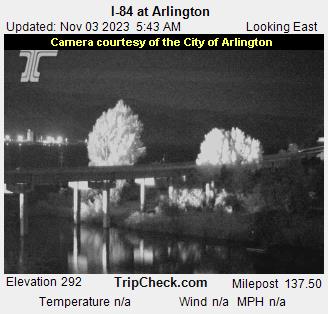 I-84 at Arlington
Updated: Nov 03 2023 5:43 AM Looking East
Camera courtesy of the City of Arlington
Elevation 292 TripCheck.com Milepost 137.50
Temperature n/a Wind n/a MPH n/a